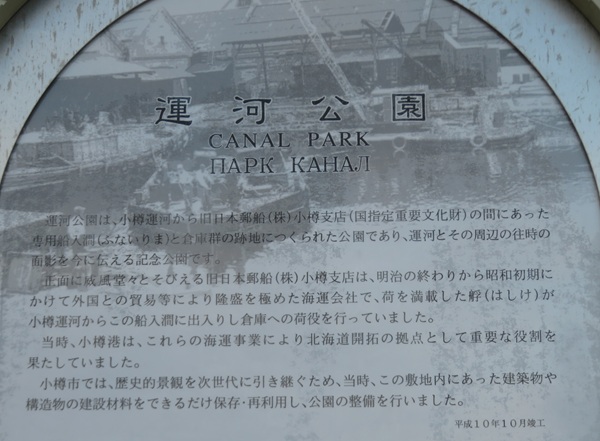 運河公園
CANAL PARK
ПАРК КАНАЛ
運河公園は、小樽運河から旧日本郵船(株)小樽支店(国指定重要文化財)の間にあった
専用船入澗(ふないりま)と倉庫群の跡地につくられた公園であり、運河とその周辺の往時の
面影を今に伝える記念公園です。
正面に威風堂々とそびえる旧日本郵船(株)小樽支店は、明治の終わりから昭和初期に
かけて外国との貿易等により隆盛を極めた海運会社で、荷を満載した艀(はしけ)が
小樽運河からこの船入澗に出入りし倉庫への荷役を行っていました。
当時、小樽港は、これらの海運事業により北海道開拓の拠点として重要な役割を
果たしていました。
小樽市では、歴史的景観を次世代に引き継ぐため、当時、この敷地内にあった建築物や
構造物の建設材料をできるだけ保存・再利用し、公園の整備を行いました。
平成10年10月竣工